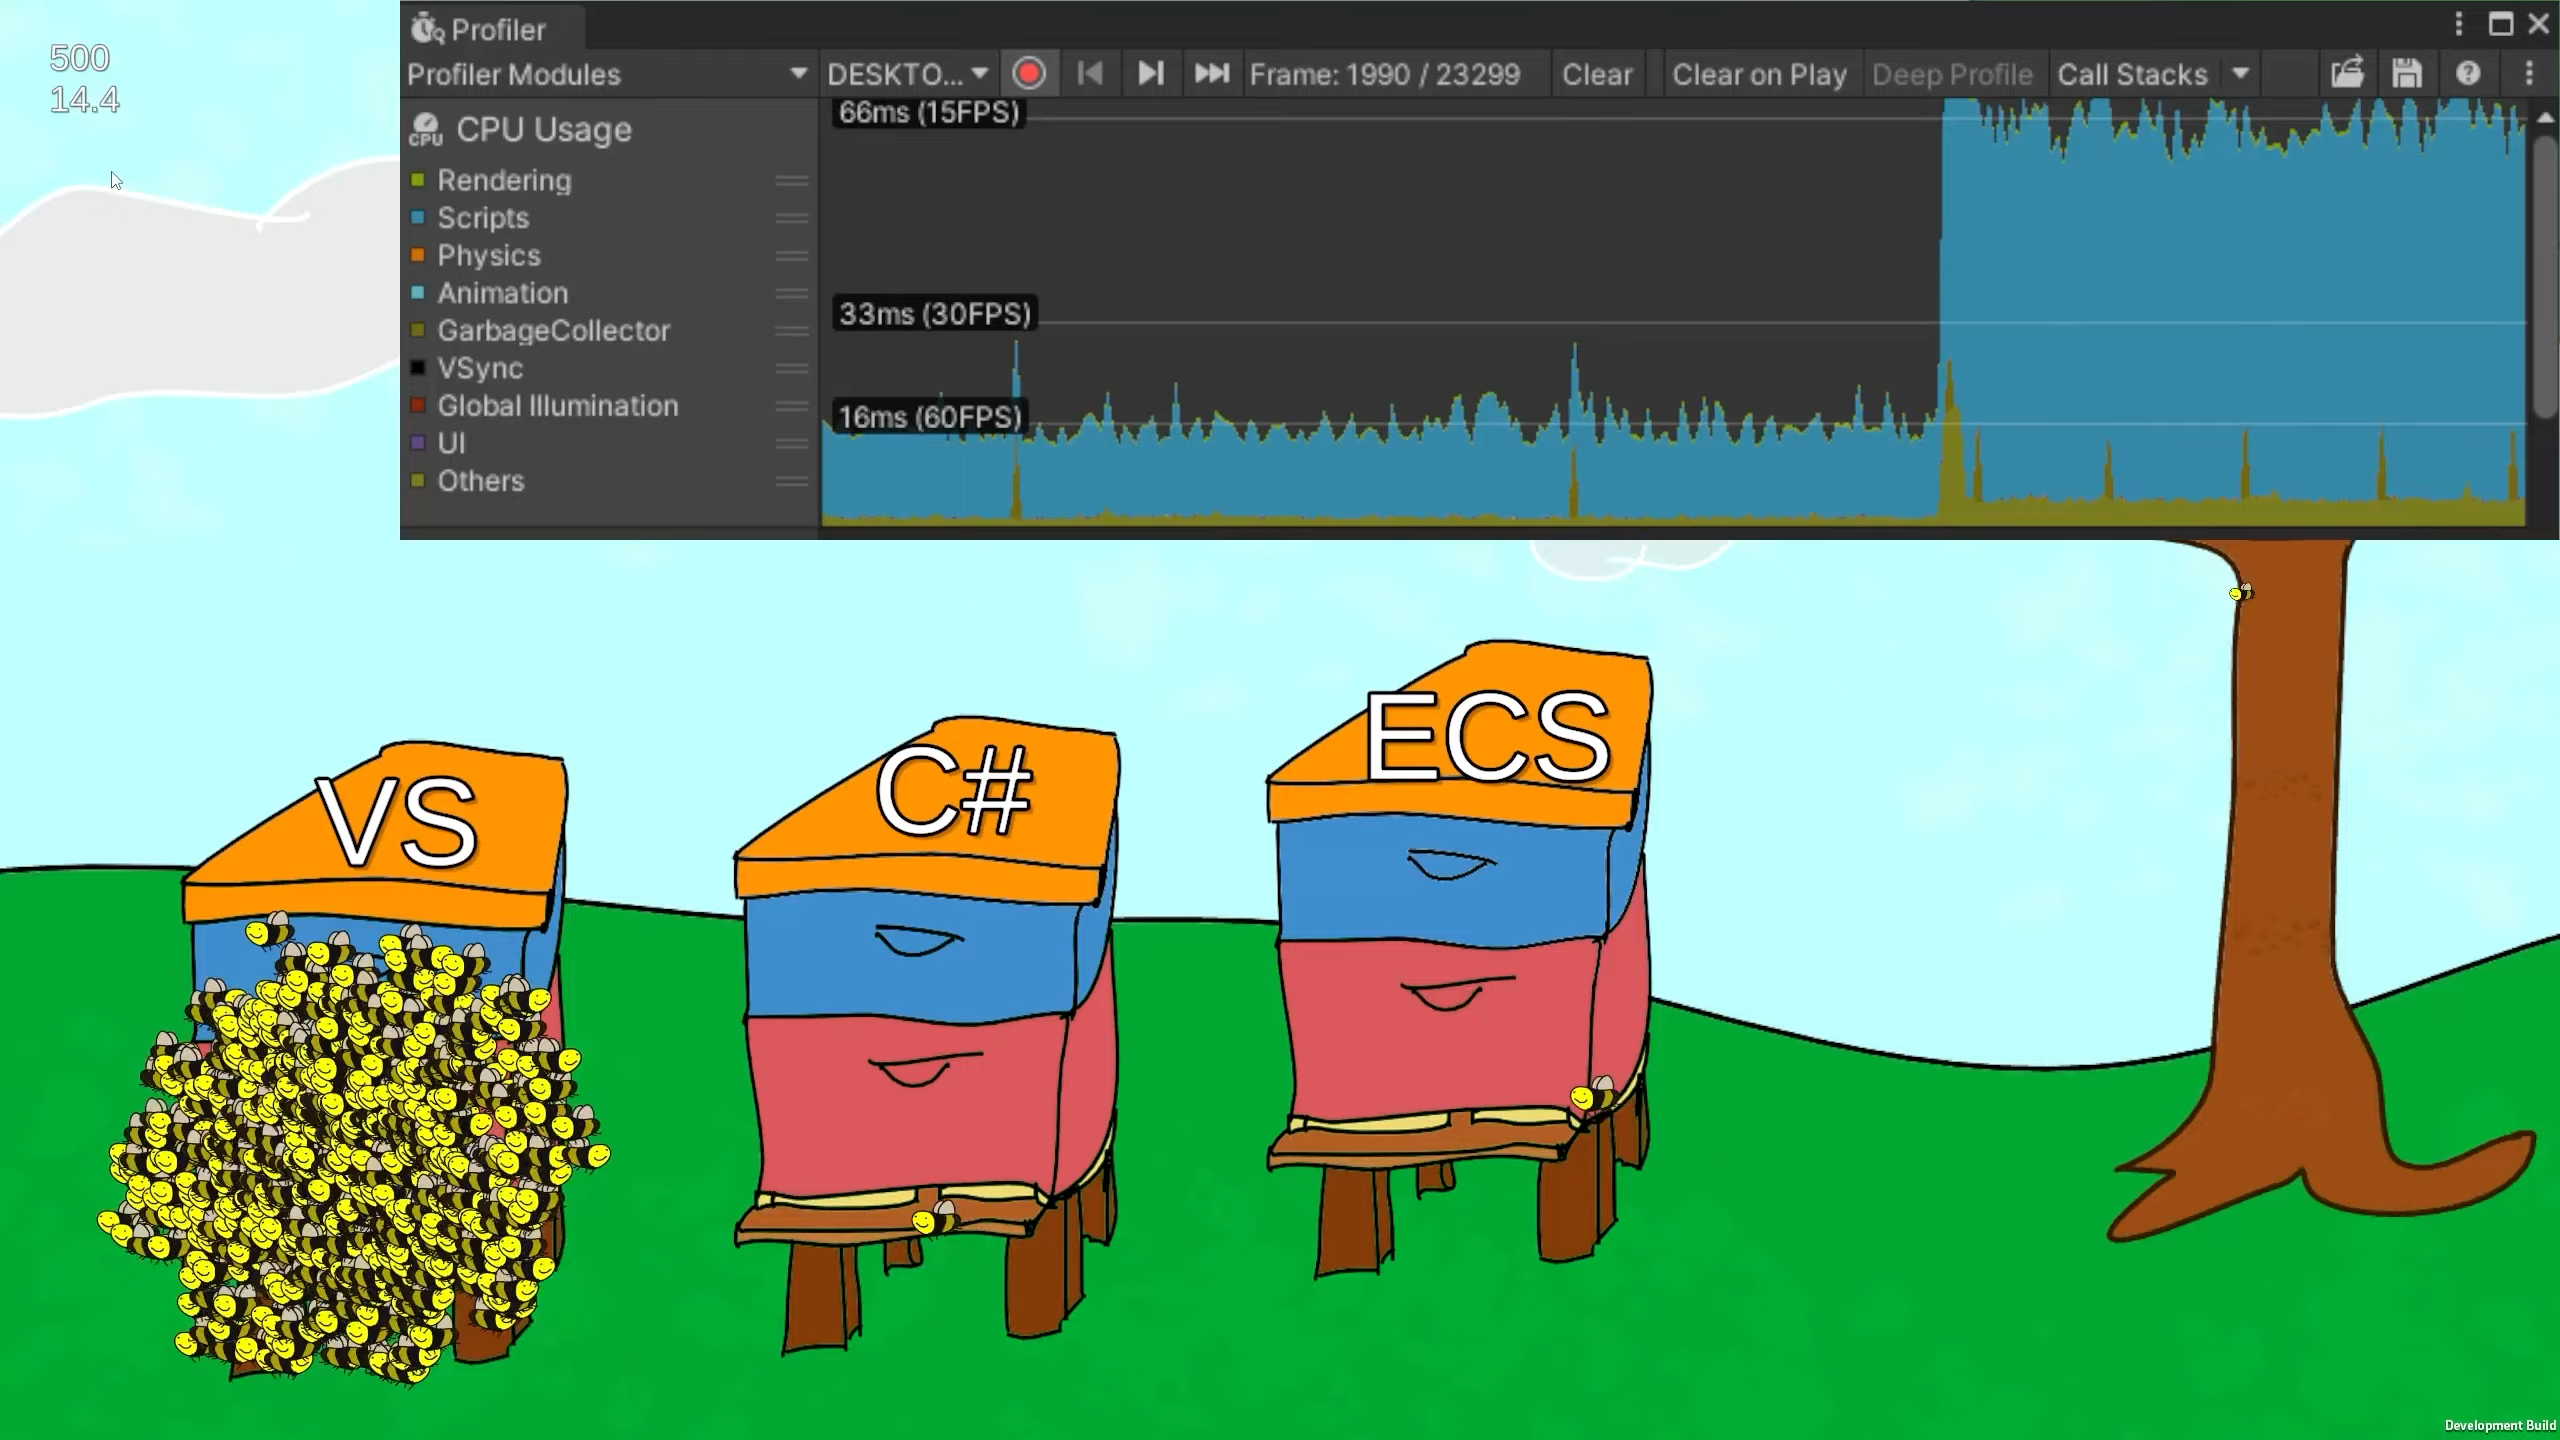 500
14.4
Profiler
Profiler Modules
DESKTO...
Frame: 1990 / 23299
Clear
Clear on Play
Deep Profile
Call Stacks
CPU
CPU Usage
Rendering
Scripts
Physics
Animation
GarbageCollector
VSync
Global Illumination
UI
Others
66ms (15FPS)
33ms (30FPS)
16ms (60FPS)
VS
C#
ECS
Development Build